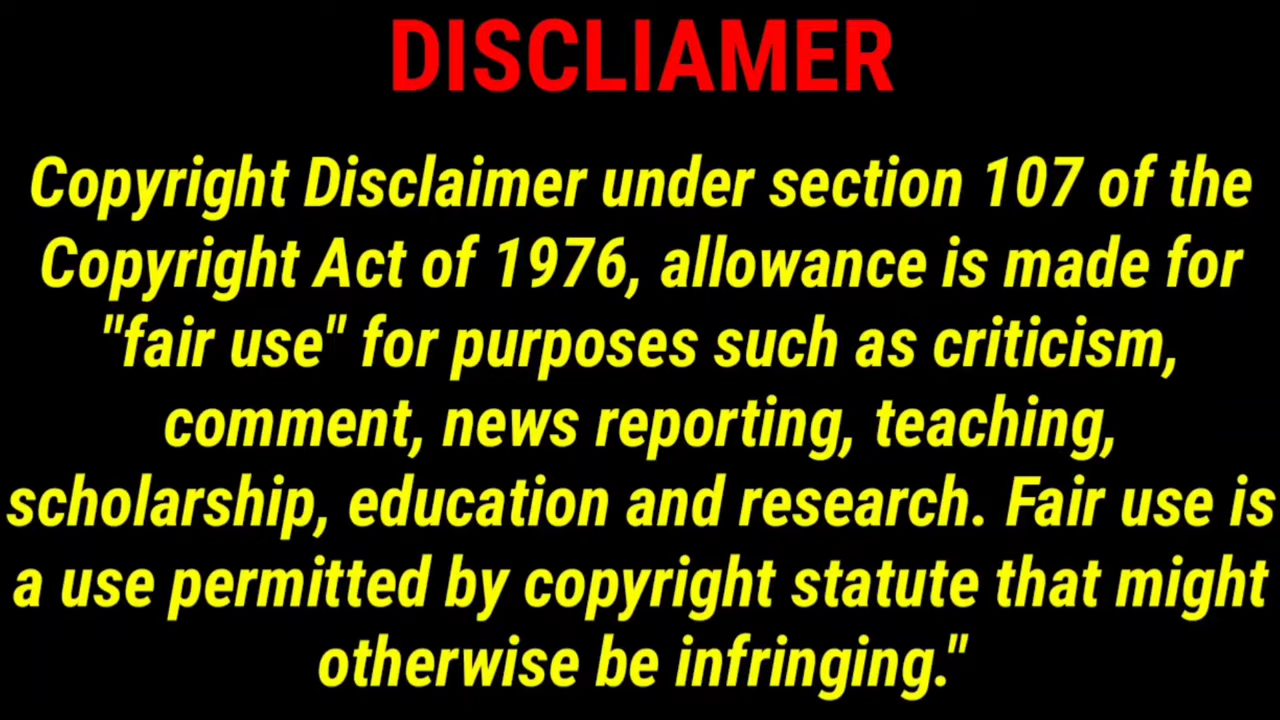 DISCLIAMER
Copyright Disclaimer under section 107 of the
Copyright Act of 1976, allowance is made for
"fair use" for purposes such as criticism,
comment, news reporting, teaching,
scholarship, education and research. Fair use is
a use permitted by copyright statute that might
otherwise be infringing."